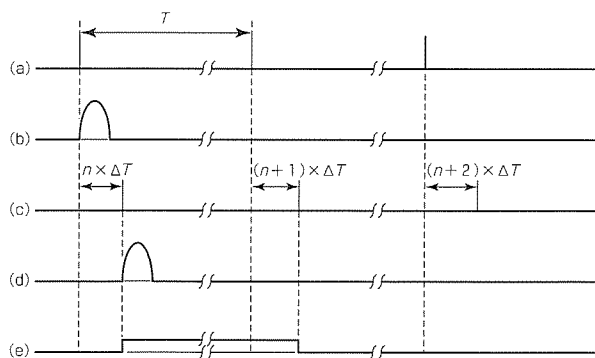 T
(a)
(b)
n × ΔT
(n + 1) × ΔT
(n + 2) × ΔT
(c)
(d)
(e)